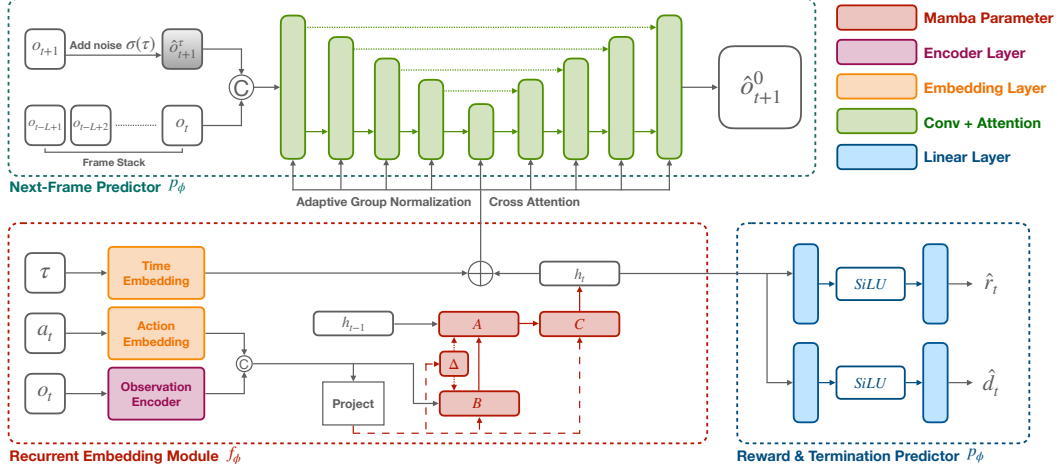 o_{t+1}
Add noise σ(τ)
ô^τ_{t+1}
C
o_{t-L+1}
o_{t-L+2}
o_t
Frame Stack
Next-Frame Predictor p_ϕ
ô^0_{t+1}
Adaptive Group Normalization
Cross Attention
Mamba Parameter
Encoder Layer
Embedding Layer
Conv + Attention
Linear Layer
τ
Time
Embedding
h_t
a_t
Action
Embedding
h_{t-1}
A
C
Δ
C
o_t
Observation
Encoder
Project
B
Recurrent Embedding Module f_ϕ
SiLU
r̂_t
SiLU
d̂_t
Reward & Termination Predictor p_ϕ